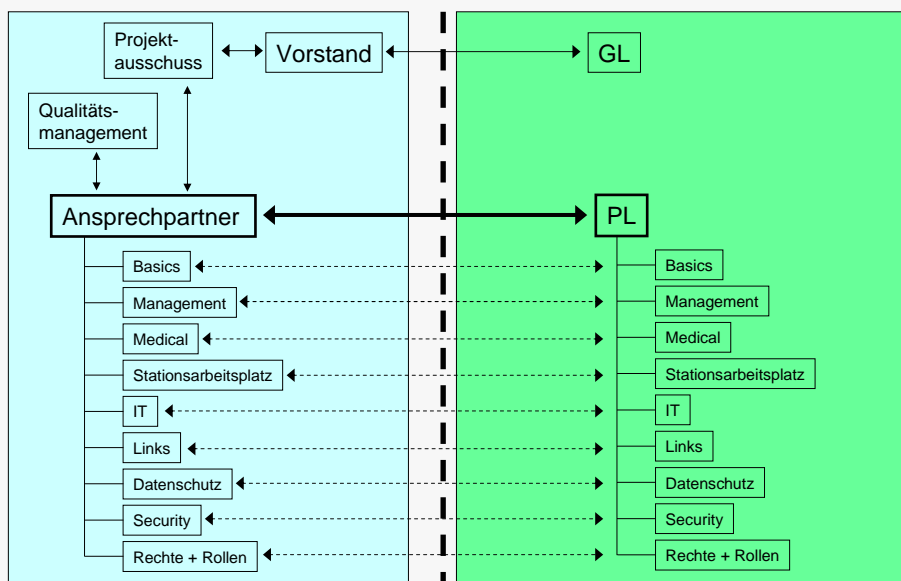 Projekt-
ausschuss
Vorstand
GL
Qualitäts-
management
Ansprechpartner
PL
Basics
Basics
Management
Management
Medical
Medical
Stationsarbeitsplatz
Stationsarbeitsplatz
IT
IT
Links
Links
Datenschutz
Datenschutz
Security
Security
Rechte + Rollen
Rechte + Rollen